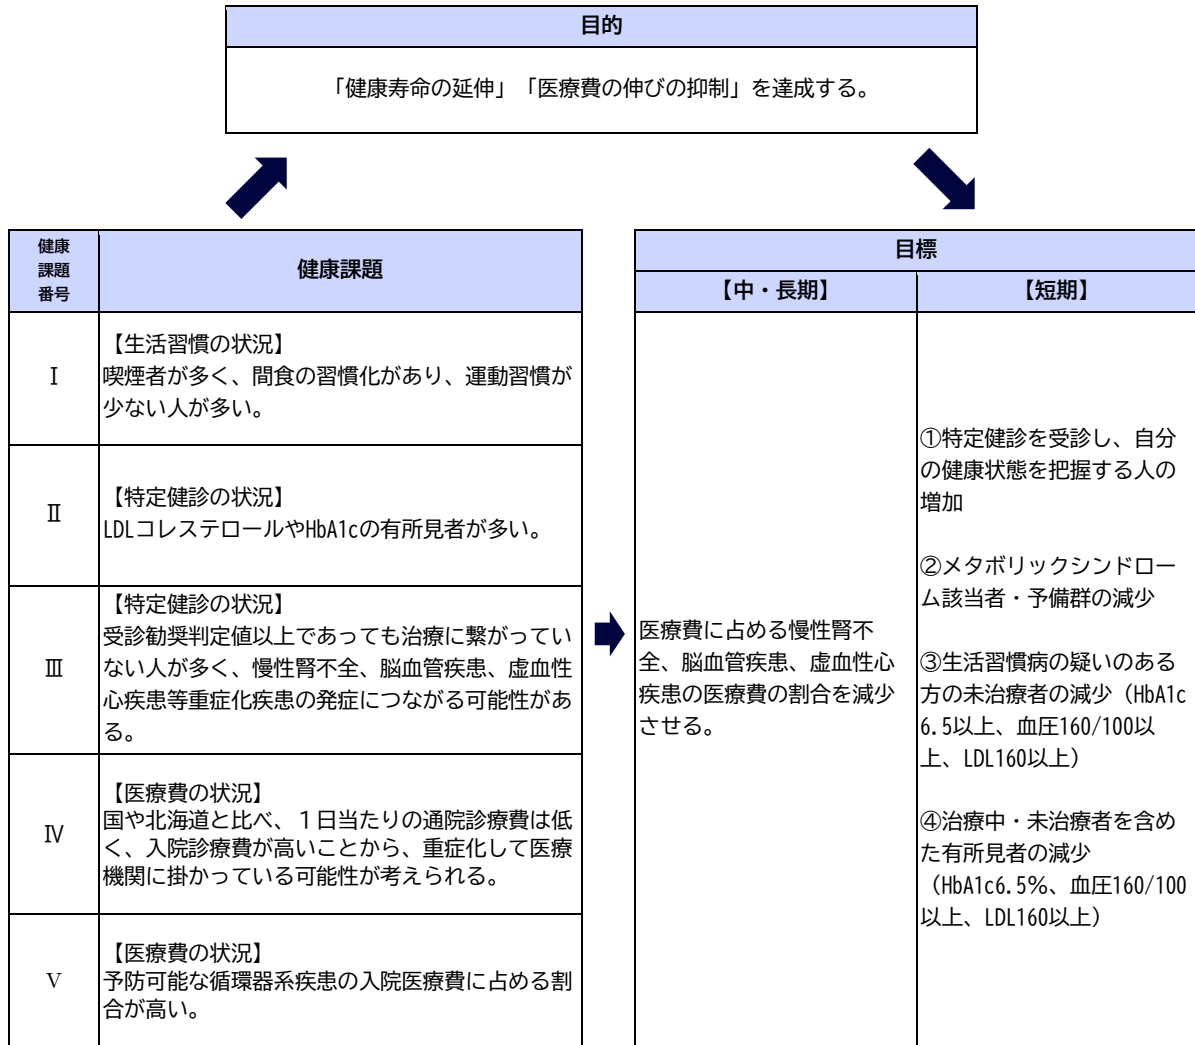 目的
「健康寿命の延伸」「医療費の伸びの抑制」を達成する。
健康
課題
番号
健康課題
Ⅰ
【生活習慣の状況】
喫煙者が多く、間食の習慣化があり、運動習慣が
少ない人が多い。
Ⅱ
【特定健診の状況】
LDLコレステロールやHbA1cの有所見者が多い。
Ⅲ
【特定健診の状況】
受診勧奨判定値以上であっても治療に繋がってい
ない人が多く、慢性腎不全、脳血管疾患、虚血性
心疾患等重症化疾患の発症につながる可能性があ
る。
Ⅳ
【医療費の状況】
国や北海道と比べ、１日当たりの通院診療費は低
く、入院診療費が高いことから、重症化して医療
機関に掛かっている可能性が考えられる。
Ⅴ
【医療費の状況】
予防可能な循環器系疾患の入院医療費に占める割
合が高い。
目標
【中・長期】
【短期】
医療費に占める慢性腎不
全、脳血管疾患、虚血性心
疾患の医療費の割合を減少
させる。
①特定健診を受診し、自分
の健康状態を把握する人の
増加
②メタボリックシンドロー
ム該当者・予備群の減少
③生活習慣病の疑いのある
方の未治療者の減少（HbA1c
6.5以上、血圧160/100以
上、LDL160以上）
④治療中・未治療者を含め
た有所見者の減少
（HbA1c6.5％、血圧160/100
以上、LDL160以上）